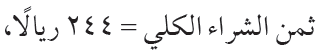 ثمن الشراء الكلي = ٢٤٤ ريالًا،